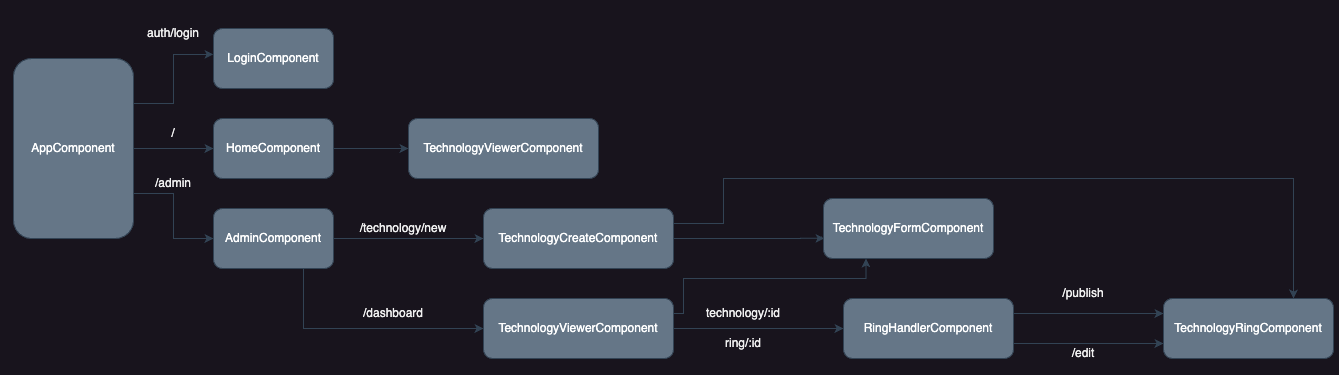 auth/login
LoginComponent
AppComponent
/
HomeComponent
TechnologyViewerComponent
/admin
AdminComponent
/technology/new
TechnologyCreateComponent
TechnologyFormComponent
/dashboard
TechnologyViewerComponent
technology/:id
ring/:id
RingHandlerComponent
/publish
/edit
TechnologyRingComponent